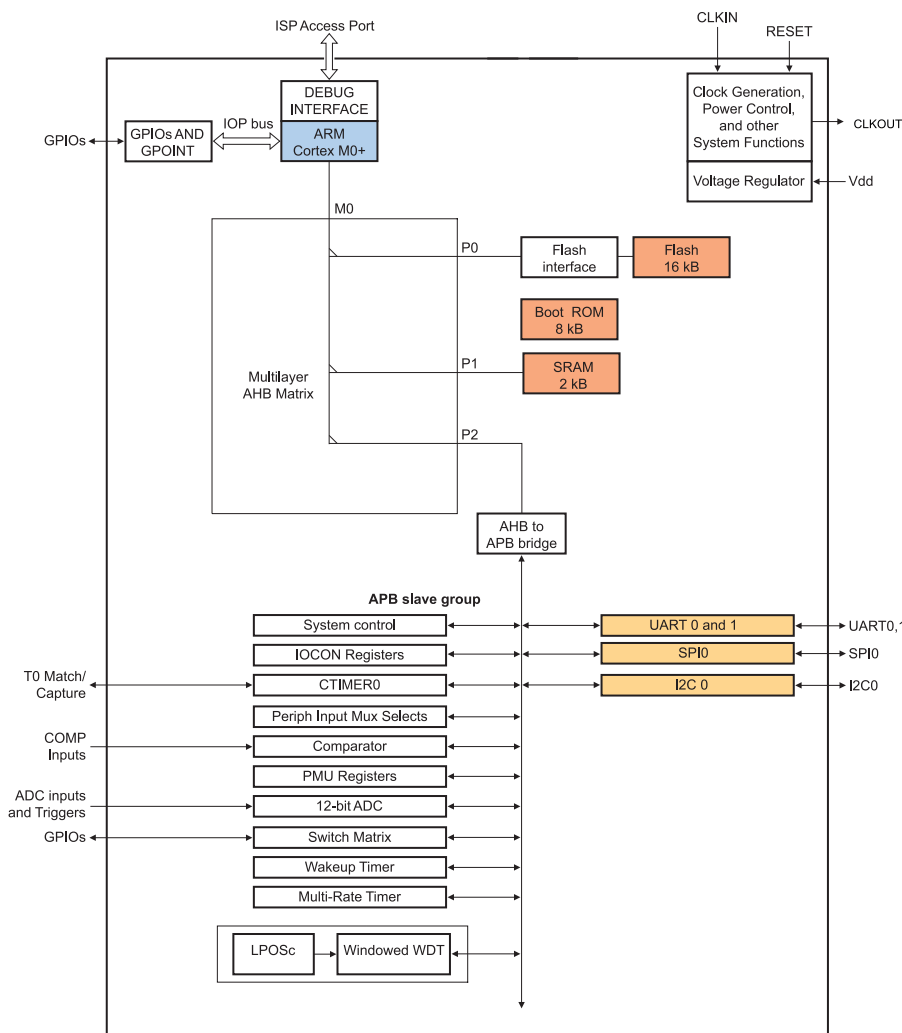 ISP Access Port
CLKIN
RESET
DEBUG
INTERFACE
ARM
Cortex M0+
IOP bus
GPIOs AND
GPOINT
GPIOs
Clock Generation,
Power Control,
and other
System Functions
CLKOUT
Voltage Regulator
Vdd
M0
P0
Flash
interface
Flash
16 kB
Boot ROM
8 kB
P1
SRAM
2 kB
Multilayer
AHB Matrix
P2
AHB to
APB bridge
APB slave group
System control
UART 0 and 1
UART0,1
IOCON Registers
SPI0
SPI0
T0 Match/
Capture
CTIMER0
I2C 0
I2C0
Periph Input Mux Selects
COMP
Inputs
Comparator
PMU Registers
ADC inputs
and Triggers
12-bit ADC
GPIOs
Switch Matrix
Wakeup Timer
Multi-Rate Timer
LPOSc
Windowed WDT